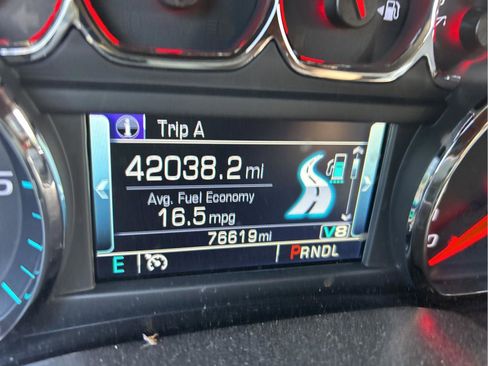 Trip A
42038.2 mi
Avg. Fuel Economy
16.5 mpg
76619 mi
V8
E
PRNDL